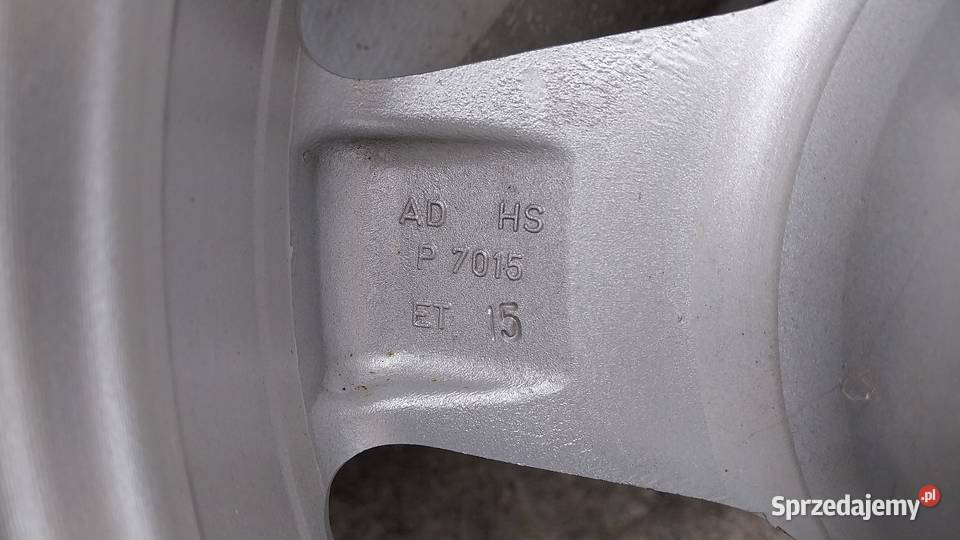 AD HS
P 7015
ET 15
Sprzedajemy.pl